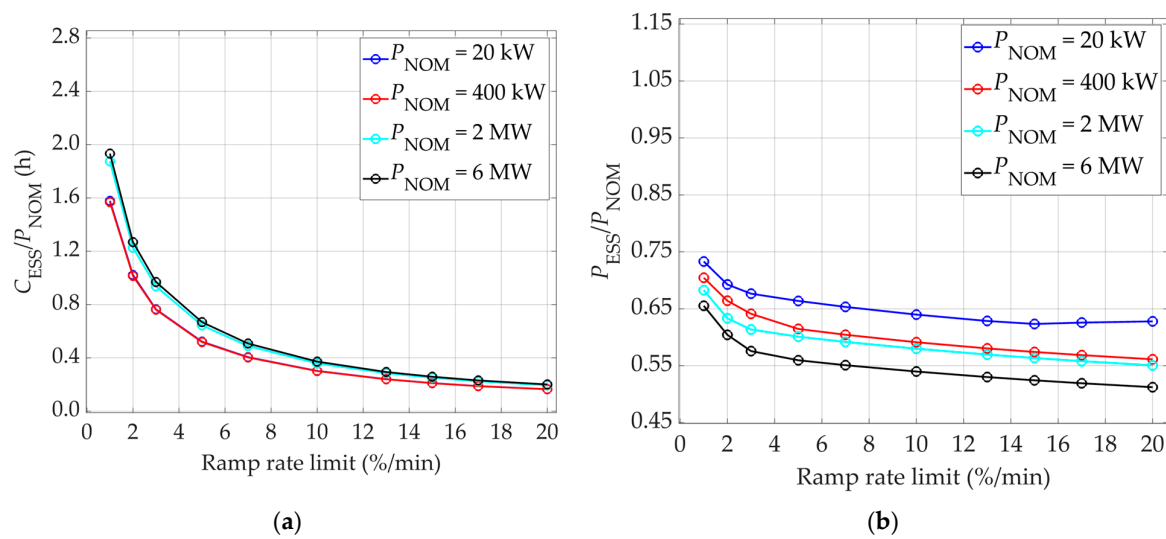 2.8
2.4
2.0
1.6
1.2
0.8
0.4
0.0
C_ESS/P_NOM (h)
P_NOM = 20 kW
P_NOM = 400 kW
P_NOM = 2 MW
P_NOM = 6 MW
0 2 4 6 8 10 12 14 16 18 20
Ramp rate limit (%/min)
(a)
1.15
1.05
0.95
0.85
0.75
0.65
0.55
0.45
P_ESS/P_NOM
P_NOM = 20 kW
P_NOM = 400 kW
P_NOM = 2 MW
P_NOM = 6 MW
0 2 4 6 8 10 12 14 16 18 20
Ramp rate limit (%/min)
(b)